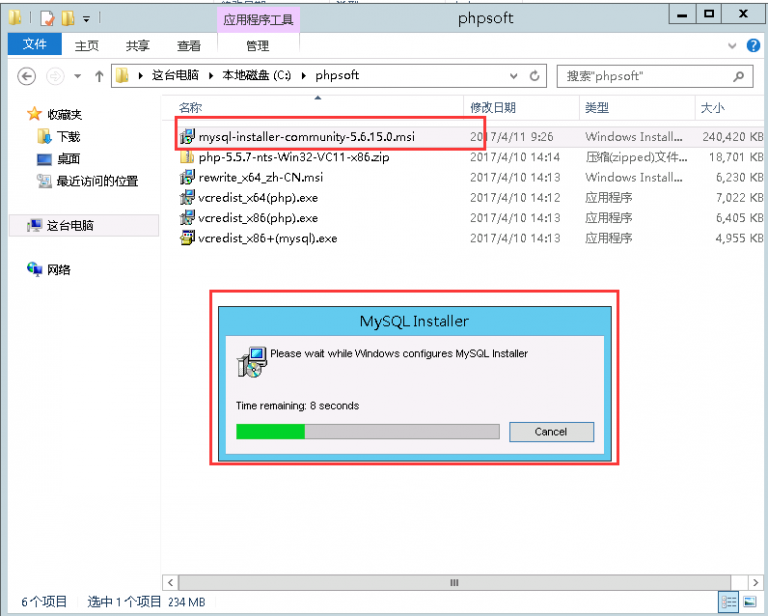 应用程序工具 phpsoft
文件 主页 共享 查看 管理
这台电脑 本地磁盘 (C:) phpsoft 搜索"phpsoft"
收藏夹
下载
桌面
最近访问的位置
这台电脑
网络
名称 修改日期 类型 大小
mysql-installer-community-5.6.15.0.msi 2017/4/11 9:26 Windows Install... 240,420 KB
php-5.5.7-nts-Win32-VC11-x86.zip 2017/4/10 14:14 压缩(zipped)文件... 18,701 KB
rewrite_x64_zh-CN.msi 2017/4/10 14:13 Windows Install... 6,230 KB
vcredist_x64(php).exe 2017/4/10 14:12 应用程序 7,022 KB
vcredist_x86(php).exe 2017/4/10 14:13 应用程序 6,405 KB
vcredist_x86+(mysql).exe 2017/4/10 14:13 应用程序 4,955 KB
MySQL Installer
Please wait while Windows configures MySQL Installer
Time remaining: 8 seconds
Cancel
6 个项目 选中 1 个项目 234 MB